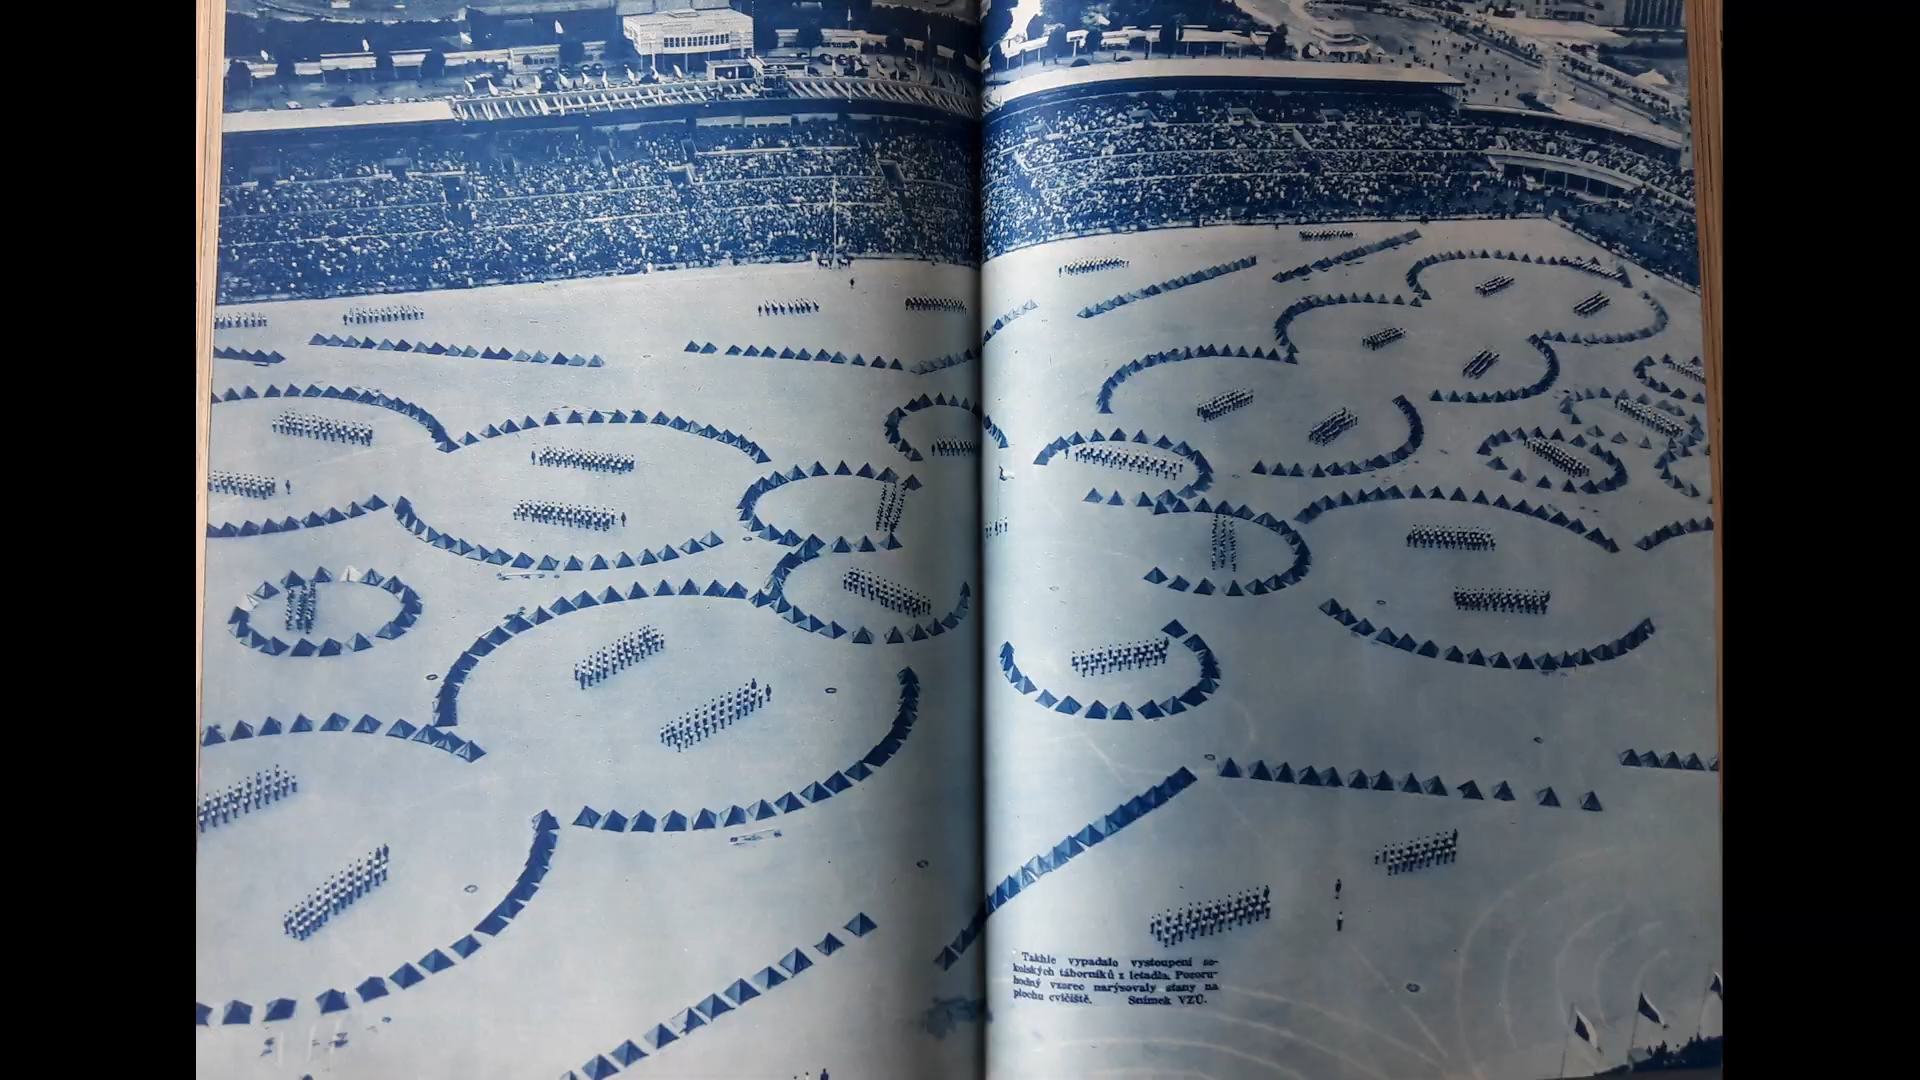 Takhle vypadalo vystoupení so-
kolských táborníků z letadla. Pozoru-
hodný vzorec narýsovaly stany na
plochu cvičiště. Snímek VZÚ.